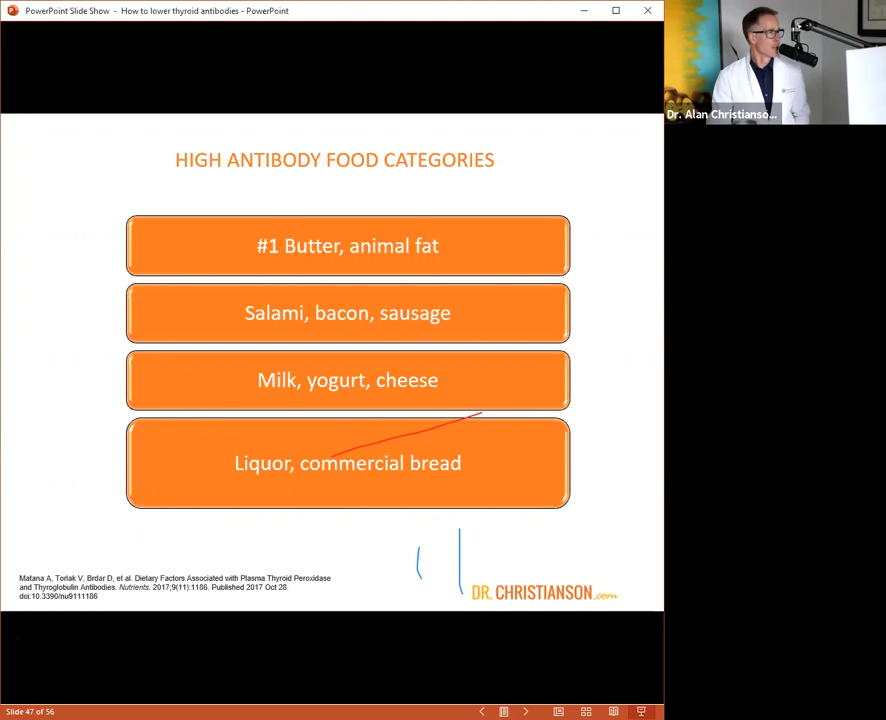 PowerPoint Slide Show - How to lower thyroid antibodies - PowerPoint
Dr. Alan Christianso...
HIGH ANTIBODY FOOD CATEGORIES
#1 Butter, animal fat
Salami, bacon, sausage
Milk, yogurt, cheese
Liquor, commercial bread
Matana A, Torlak V, Brdar D, et al. Dietary Factors Associated with Plasma Thyroid Peroxidase
and Thyroglobulin Antibodies. Nutrients. 2017;9(11):1186. Published 2017 Oct 28.
doi:10.3390/nu9111186
DR. CHRISTIANSON.com
Slide 47 of 56